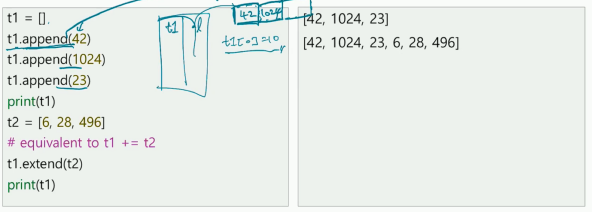 t1 = [].
t1.append(42)
t1.append(1024)
t1.append(23)
print(t1)
t2 = [6, 28, 496]
# equivalent to t1 += t2
t1.extend(t2)
print(t1)
t1
42 1024
t1[0]=10
[42, 1024, 23]
[42, 1024, 23, 6, 28, 496]